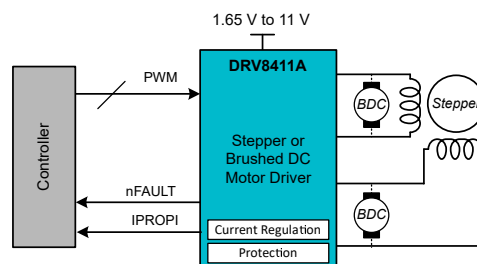 1.65 V to 11 V
DRV8411A
PWM
Controller
Stepper or
Brushed DC
Motor Driver
nFAULT
IPROPI
Current Regulation
Protection
BDC
Stepper
BDC